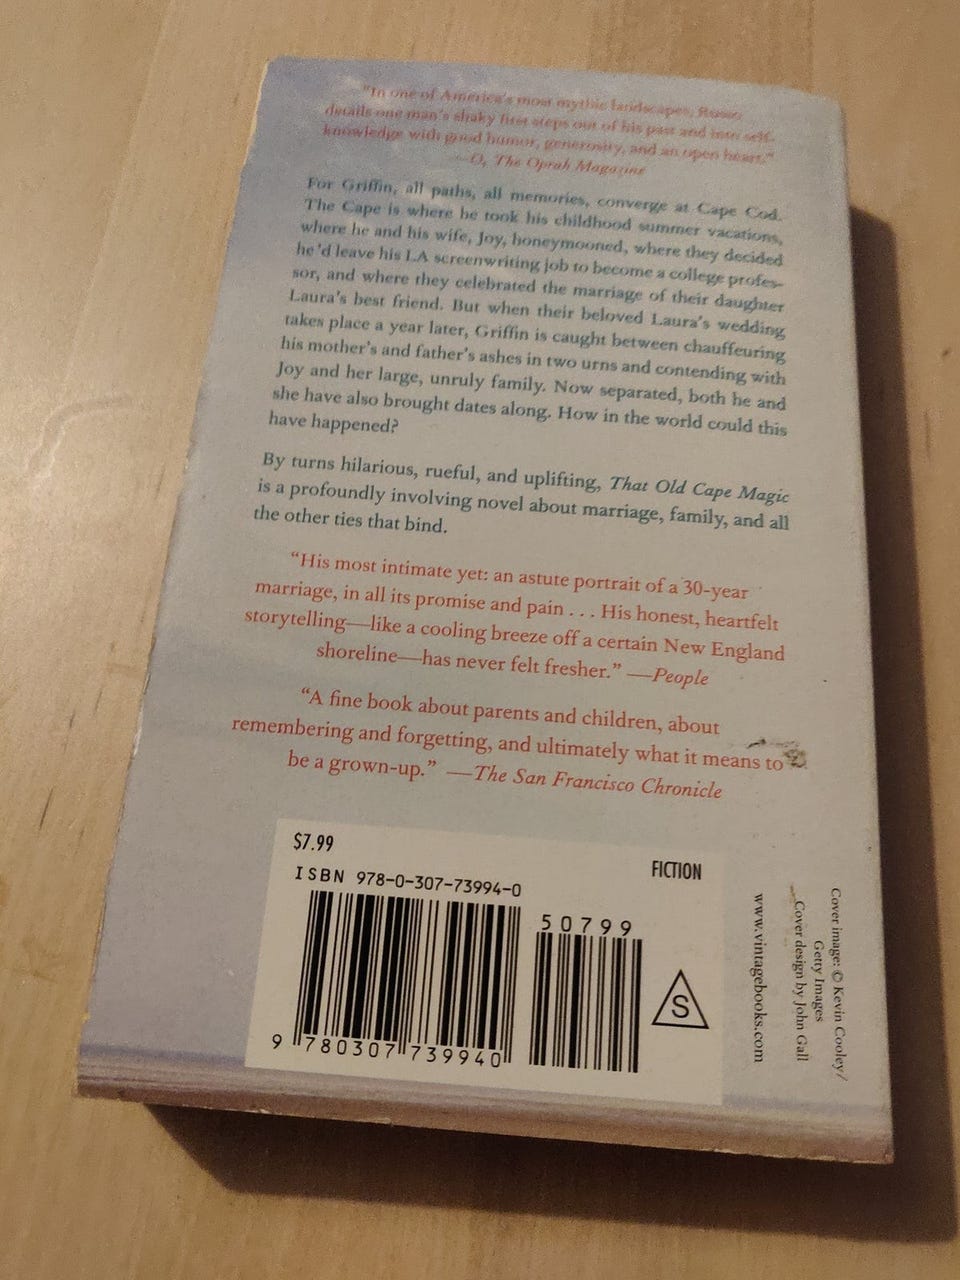 "In one of America's most mythic landscapes, Russo
details one man's shaky first steps out of his past and into self-
knowledge with good humor, generosity, and an open heart."
—O, The Oprah Magazine
For Griffin, all paths, all memories, converge at Cape Cod.
The Cape is where he took his childhood summer vacations,
where he and his wife, Joy, honeymooned, where they decided
he'd leave his LA screenwriting job to become a college profes-
sor, and where they celebrated the marriage of their daughter
Laura's best friend. But when their beloved Laura's wedding
takes place a year later, Griffin is caught between chauffeuring
his mother's and father's ashes in two urns and contending with
Joy and her large, unruly family. Now separated, both he and
she have also brought dates along. How in the world could this
have happened?
By turns hilarious, rueful, and uplifting, That Old Cape Magic
is a profoundly involving novel about marriage, family, and all
the other ties that bind.
"His most intimate yet: an astute portrait of a 30-year
marriage, in all its promise and pain . . . His honest, heartfelt
storytelling—like a cooling breeze off a certain New England
shoreline—has never felt fresher." —People
"A fine book about parents and children, about
remembering and forgetting, and ultimately what it means to
be a grown-up." —The San Francisco Chronicle
$7.99
FICTION
ISBN 978-0-307-73994-0
50799
9 780307 739940
S
www.vintagebooks.com
Cover image: © Kevin Cooley/
Getty Images
Cover design by John Gall